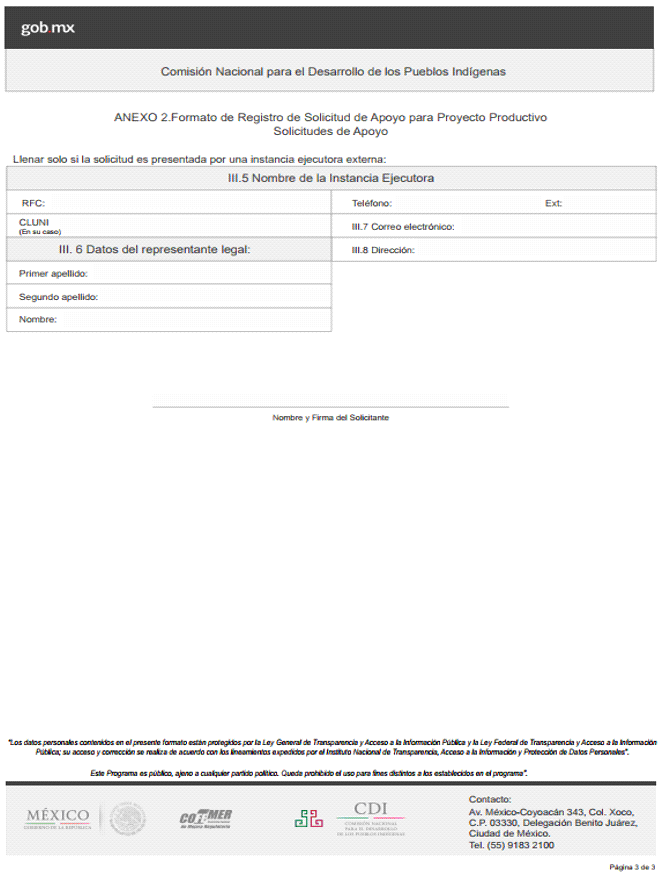 gob.mx
Comisión Nacional para el Desarrollo de los Pueblos Indígenas
ANEXO 2.Formato de Registro de Solicitud de Apoyo para Proyecto Productivo
Solicitudes de Apoyo
Llenar solo si la solicitud es presentada por una instancia ejecutora externa:
III.5 Nombre de la Instancia Ejecutora
RFC:
Teléfono: Ext:
CLUNI
(En su caso)
III.7 Correo electrónico:
III. 6 Datos del representante legal:
III.8 Dirección:
Primer apellido:
Segundo apellido:
Nombre:
Nombre y Firma del Solicitante
"Los datos personales contenidos en el presente formato están protegidos por la Ley General de Transparencia y Acceso a la Información Pública y la Ley Federal de Transparencia y Acceso a la Información
Pública; su acceso y corrección se realiza de acuerdo con los lineamientos expedidos por el Instituto Nacional de Transparencia, Acceso a la Información y Protección de Datos Personales".
Este Programa es público, ajeno a cualquier partido político. Queda prohibido el uso para fines distintos a los establecidos en el programa".
MÉXICO
GOBIERNO DE LA REPÚBLICA
COFEMER
de Mejora Regulatoria
CDI
COMISIÓN NACIONAL
PARA EL DESARROLLO
DE LOS PUEBLOS INDÍGENAS
Contacto:
Av. México-Coyoacán 343, Col. Xoco,
C.P. 03330, Delegación Benito Juárez,
Ciudad de México.
Tel. (55) 9183 2100
Página 3 de 3